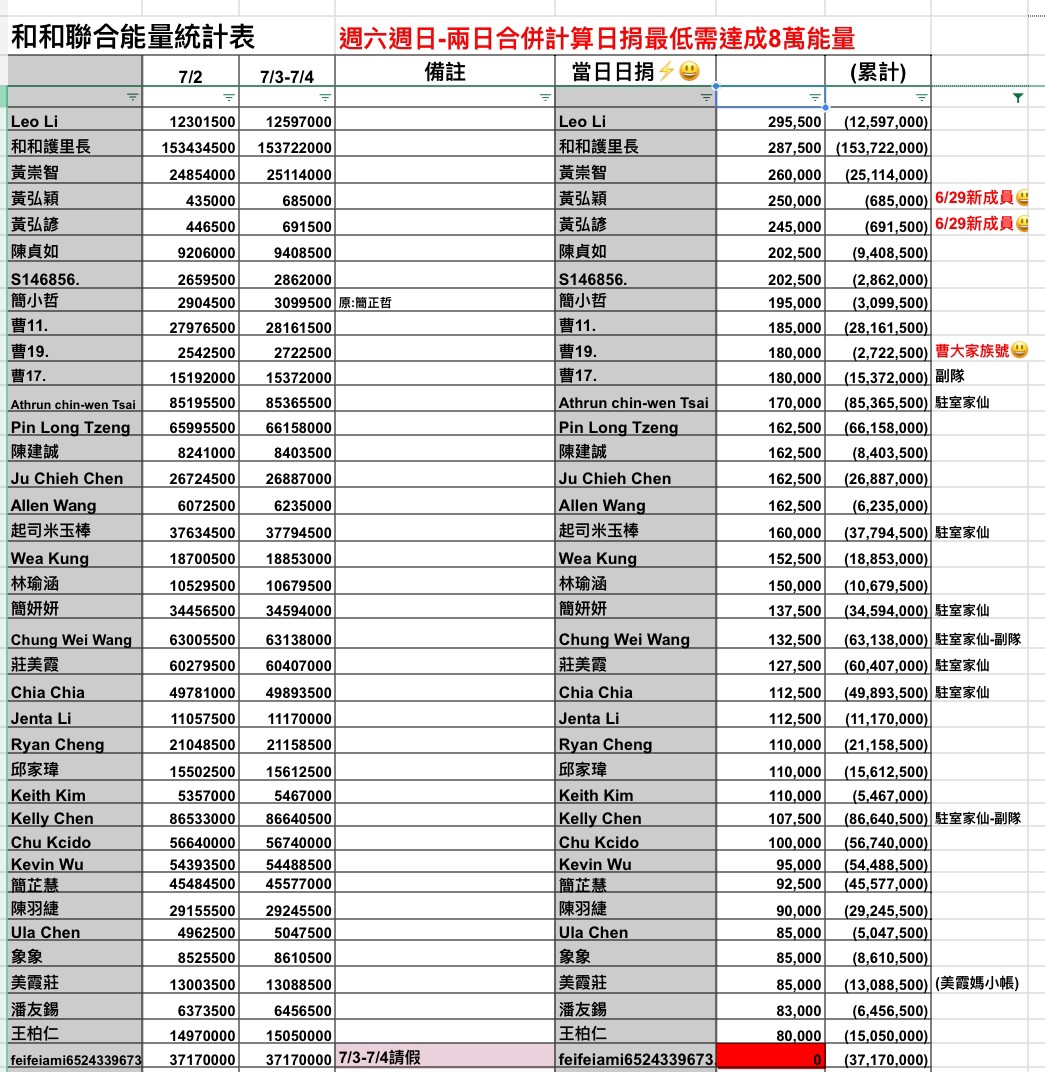 和和聯合能量統計表 週六週日-兩日合併計算日捐最低需達成8萬能量
7/2 7/3-7/4 備註 當日日捐⚡😃 (累計)
Leo Li 12301500 12597000 Leo Li 295,500 (12,597,000)
和和護里長 153434500 153722000 和和護里長 287,500 (153,722,000)
黃崇智 24854000 25114000 黃崇智 260,000 (25,114,000)
黃弘穎 435000 685000 黃弘穎 250,000 (685,000) 6/29新成員😃
黃弘諺 446500 691500 黃弘諺 245,000 (691,500) 6/29新成員😃
陳貞如 9206000 9408500 陳貞如 202,500 (9,408,500)
S146856. 2659500 2862000 S146856. 202,500 (2,862,000)
簡小哲 2904500 3099500 原:簡正哲 簡小哲 195,000 (3,099,500)
曹11. 27976500 28161500 曹11. 185,000 (28,161,500)
曹19. 2542500 2722500 曹19. 180,000 (2,722,500) 曹大家族號😃
曹17. 15192000 15372000 曹17. 180,000 (15,372,000) 副隊
Athrun chin-wen Tsai 85195500 85365500 Athrun chin-wen Tsai 170,000 (85,365,500) 駐室家仙
Pin Long Tzeng 65995500 66158000 Pin Long Tzeng 162,500 (66,158,000)
陳建誠 8241000 8403500 陳建誠 162,500 (8,403,500)
Ju Chieh Chen 26724500 26887000 Ju Chieh Chen 162,500 (26,887,000)
Allen Wang 6072500 6235000 Allen Wang 162,500 (6,235,000)
起司米玉棒 37634500 37794500 起司米玉棒 160,000 (37,794,500) 駐室家仙
Wea Kung 18700500 18853000 Wea Kung 152,500 (18,853,000)
林瑜涵 10529500 10679500 林瑜涵 150,000 (10,679,500)
簡妍妍 34456500 34594000 簡妍妍 137,500 (34,594,000) 駐室家仙
Chung Wei Wang 63005500 63138000 Chung Wei Wang 132,500 (63,138,000) 駐室家仙-副隊
莊美霞 60279500 60407000 莊美霞 127,500 (60,407,000) 駐室家仙
Chia Chia 49781000 49893500 Chia Chia 112,500 (49,893,500) 駐室家仙
Jenta Li 11057500 11170000 Jenta Li 112,500 (11,170,000)
Ryan Cheng 21048500 21158500 Ryan Cheng 110,000 (21,158,500)
邱家瑋 15502500 15612500 邱家瑋 110,000 (15,612,500)
Keith Kim 5357000 5467000 Keith Kim 110,000 (5,467,000)
Kelly Chen 86533000 86640500 Kelly Chen 107,500 (86,640,500) 駐室家仙-副隊
Chu Kcido 56640000 56740000 Chu Kcido 100,000 (56,740,000)
Kevin Wu 54393500 54488500 Kevin Wu 95,000 (54,488,500)
簡芷慧 45484500 45577000 簡芷慧 92,500 (45,577,000)
陳羽緁 29155500 29245500 陳羽緁 90,000 (29,245,500)
Ula Chen 4962500 5047500 Ula Chen 85,000 (5,047,500)
象象 8525500 8610500 象象 85,000 (8,610,500)
美霞莊 13003500 13088500 美霞莊 85,000 (13,088,500) (美霞媽小帳)
潘友錫 6373500 6456500 潘友錫 83,000 (6,456,500)
王柏仁 14970000 15050000 王柏仁 80,000 (15,050,000)
feifeiami6524339673 37170000 37170000 7/3-7/4請假 feifeiami6524339673. 0 (37,170,000)